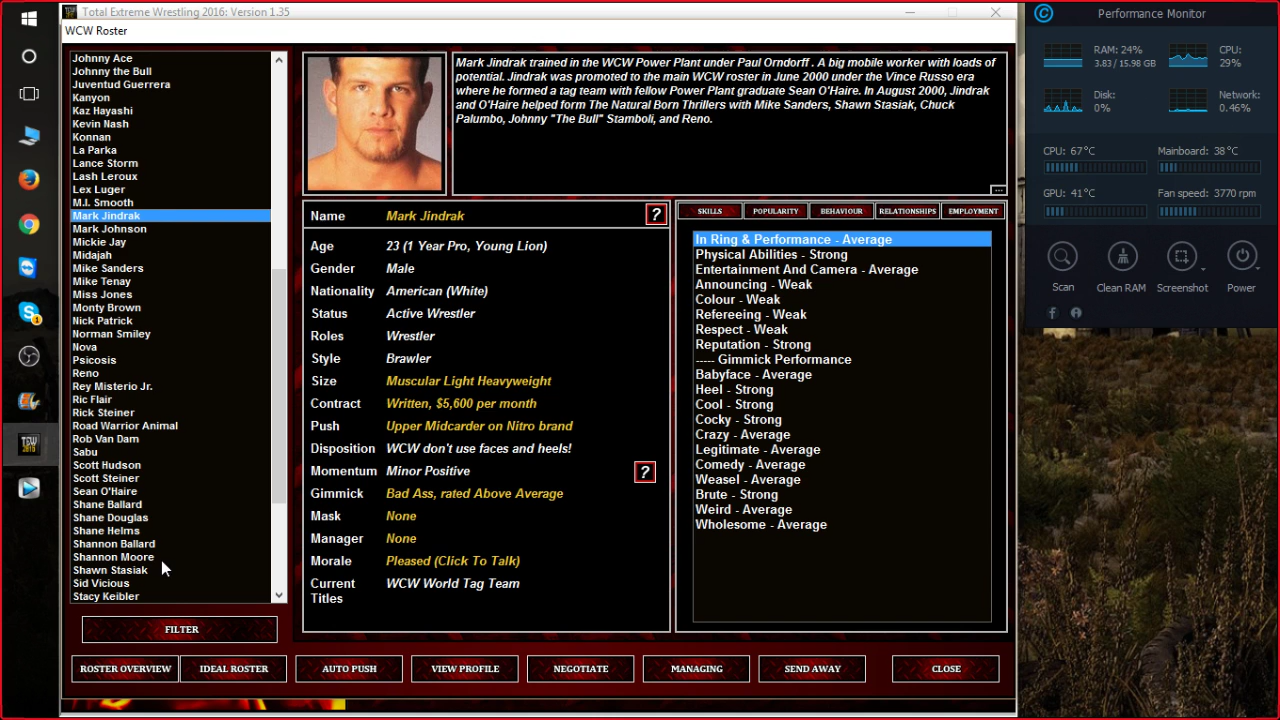 Total Extreme Wrestling 2016: Version 1.35
WCW Roster
Johnny Ace
Johnny the Bull
Juventud Guerrera
Kanyon
Kaz Hayashi
Kevin Nash
Konnan
La Parka
Lance Storm
Lash Leroux
Lex Luger
M.I. Smooth
Mark Jindrak
Mark Johnson
Mickie Jay
Midajah
Mike Sanders
Mike Tenay
Miss Jones
Monty Brown
Nick Patrick
Norman Smiley
Nova
Psicosis
Reno
Rey Misterio Jr.
Ric Flair
Rick Steiner
Road Warrior Animal
Rob Van Dam
Sabu
Scott Hudson
Scott Steiner
Sean O'Haire
Shane Ballard
Shane Douglas
Shane Helms
Shannon Ballard
Shannon Moore
Shawn Stasiak
Sid Vicious
Stacy Keibler
FILTER
Mark Jindrak trained in the WCW Power Plant under Paul Orndorff . A big mobile worker with loads of
potential. Jindrak was promoted to the main WCW roster in June 2000 under the Vince Russo era
where he formed a tag team with fellow Power Plant graduate Sean O'Haire. In August 2000, Jindrak
and O'Haire helped form The Natural Born Thrillers with Mike Sanders, Shawn Stasiak, Chuck
Palumbo, Johnny "The Bull" Stamboli, and Reno.
...
Name Mark Jindrak ?
Age 23 (1 Year Pro, Young Lion)
Gender Male
Nationality American (White)
Status Active Wrestler
Roles Wrestler
Style Brawler
Size Muscular Light Heavyweight
Contract Written, $5,600 per month
Push Upper Midcarder on Nitro brand
Disposition WCW don't use faces and heels!
Momentum Minor Positive ?
Gimmick Bad Ass, rated Above Average
Mask None
Manager None
Morale Pleased (Click To Talk)
Current WCW World Tag Team
Titles
SKILLS POPULARITY BEHAVIOUR RELATIONSHIPS EMPLOYMENT
In Ring & Performance - Average
Physical Abilities - Strong
Entertainment And Camera - Average
Announcing - Weak
Colour - Weak
Refereeing - Weak
Respect - Weak
Reputation - Strong
----- Gimmick Performance
Babyface - Average
Heel - Strong
Cool - Strong
Cocky - Strong
Crazy - Average
Legitimate - Average
Comedy - Average
Weasel - Average
Brute - Strong
Weird - Average
Wholesome - Average
ROSTER OVERVIEW IDEAL ROSTER AUTO PUSH VIEW PROFILE NEGOTIATE MANAGING SEND AWAY CLOSE
Performance Monitor
RAM: 24%
3.83 / 15.98 GB
CPU:
29%
Disk:
0%
Network:
0.46%
CPU: 67°C Mainboard: 38°C
GPU: 41°C Fan speed: 3770 rpm
Scan Clean RAM Screenshot Power